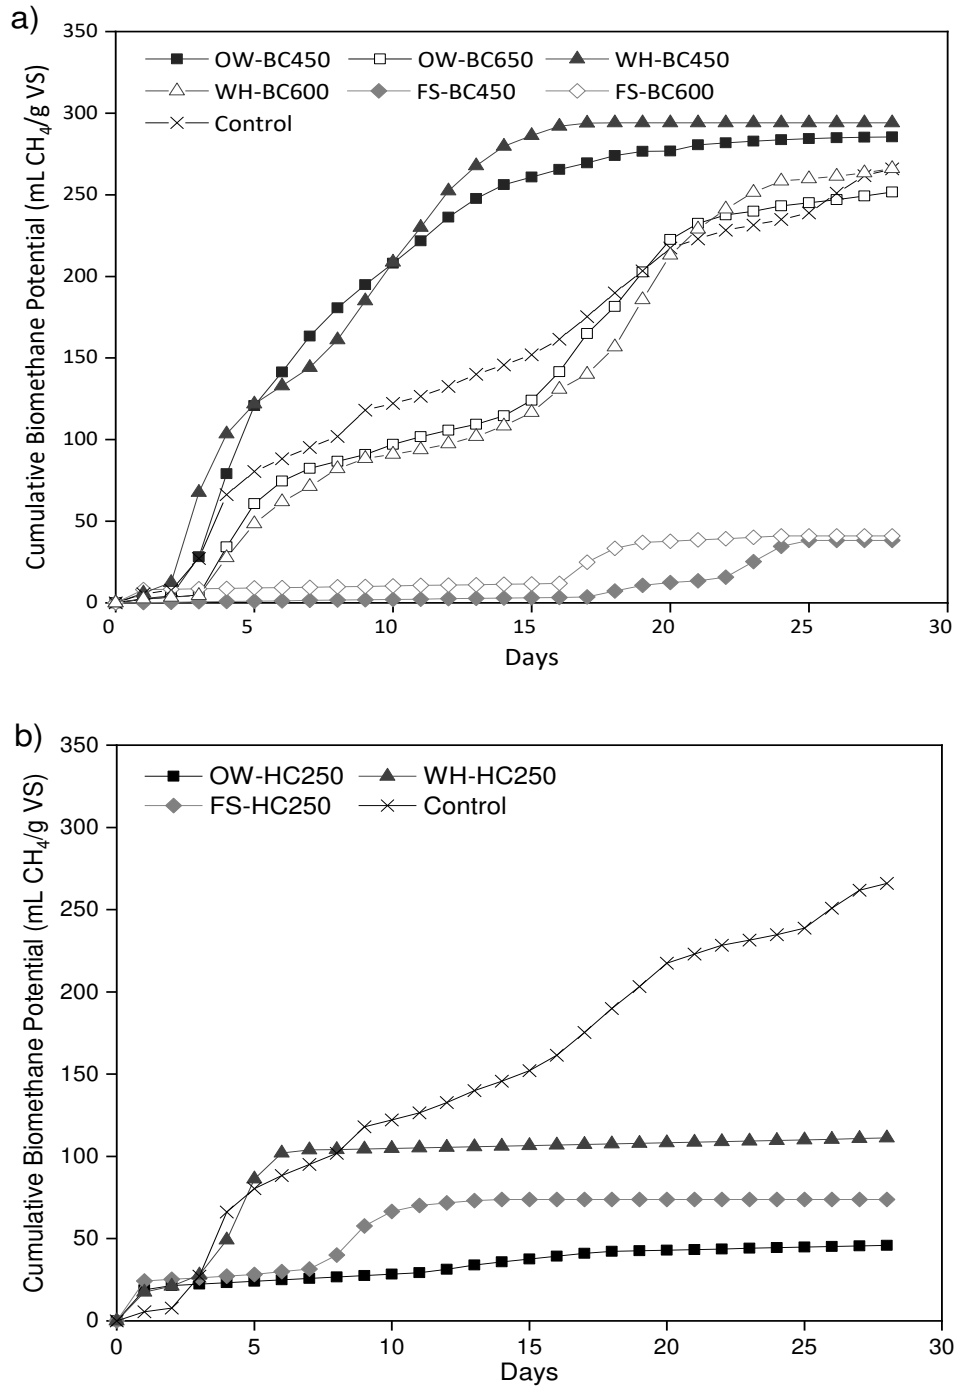 a)
350
300
250
200
150
100
50
0
Cumulative Biomethane Potential (mL CH₄/g VS)
OW-BC450 OW-BC650 WH-BC450
WH-BC600 FS-BC450 FS-BC600
Control
0 5 10 15 20 25 30
Days
b)
350
300
250
200
150
100
50
0
Cumulative Biomethane Potential (mL CH₄/g VS)
OW-HC250 WH-HC250
FS-HC250 Control
0 5 10 15 20 25 30
Days